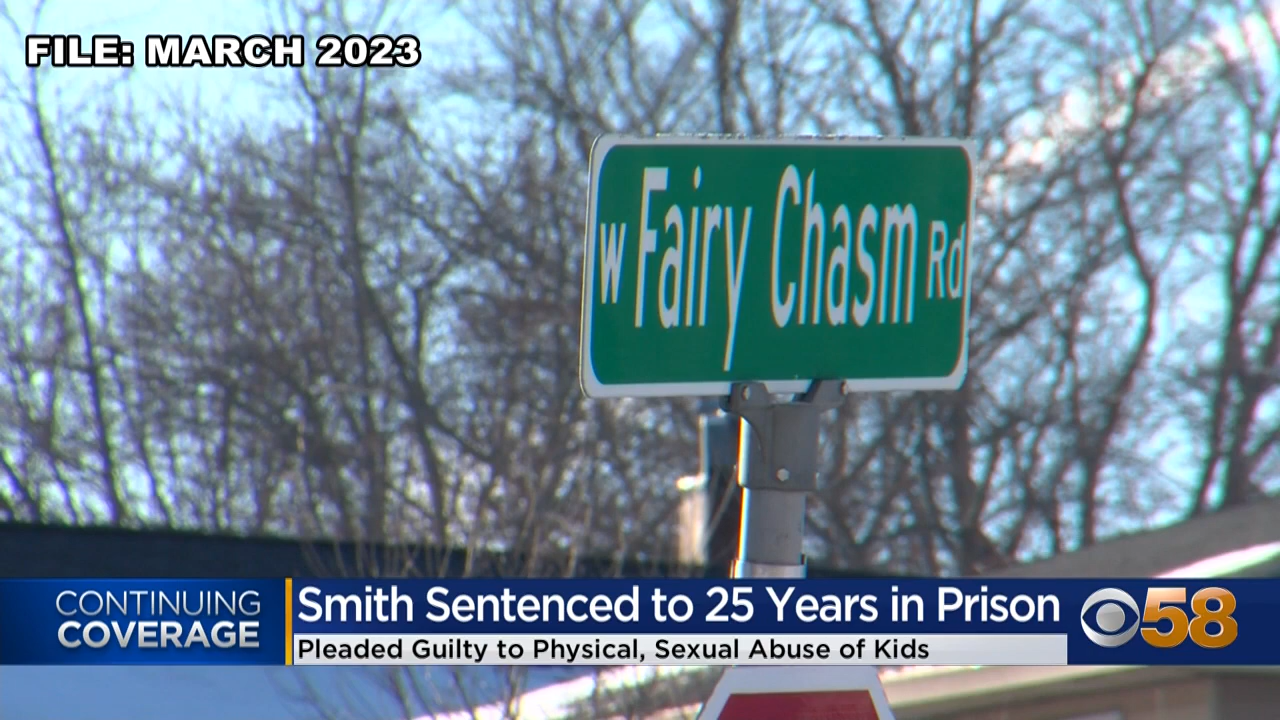 FILE: MARCH 2023
W Fairy Chasm Rd
CONTINUING
COVERAGE
Smith Sentenced to 25 Years in Prison
Pleaded Guilty to Physical, Sexual Abuse of Kids
58